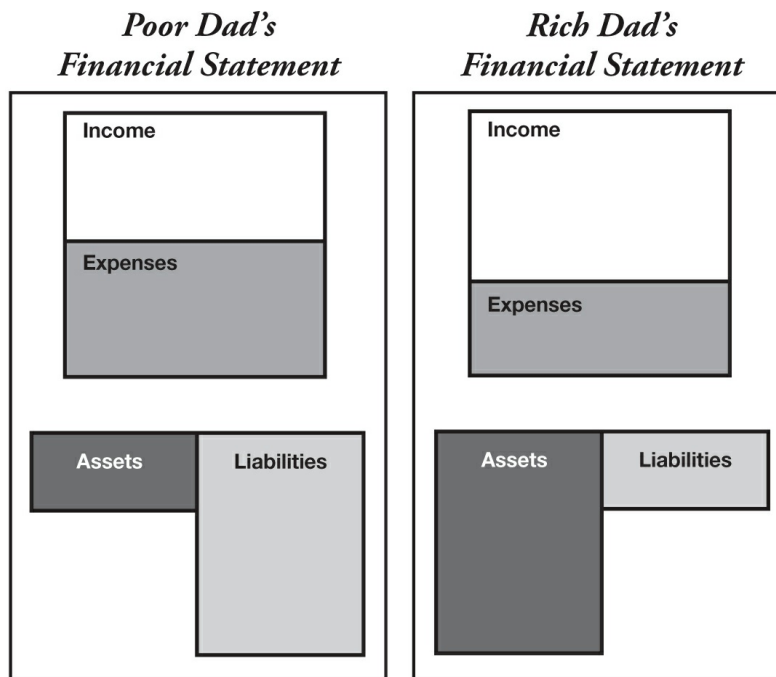 Poor Dad's
Financial Statement
Income
Expenses
Assets
Liabilities
Rich Dad's
Financial Statement
Income
Expenses
Assets
Liabilities